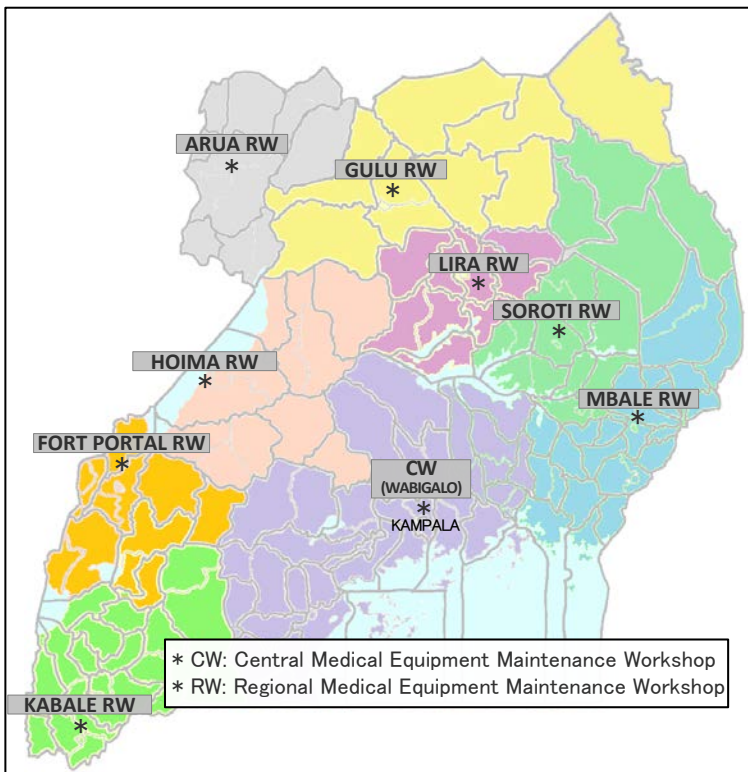 ARUA RW
*
GULU RW
*
LIRA RW
*
SOROTI RW
*
HOIMA RW
*
MBALE RW
*
FORT PORTAL RW
*
CW
(WABIGALO)
*
KAMPALA
* CW: Central Medical Equipment Maintenance Workshop
* RW: Regional Medical Equipment Maintenance Workshop
KABALE RW
*